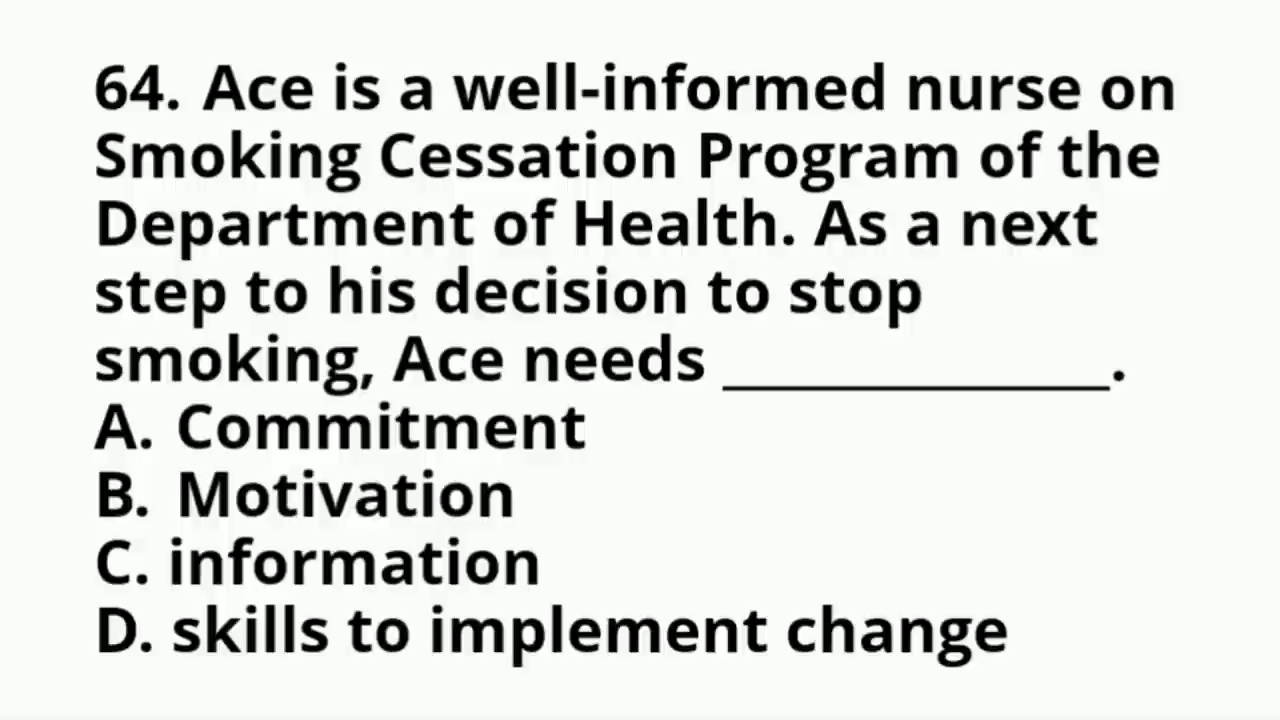 64. Ace is a well-informed nurse on
Smoking Cessation Program of the
Department of Health. As a next
step to his decision to stop
smoking, Ace needs _______________.
A. Commitment
B. Motivation
C. information
D. skills to implement change